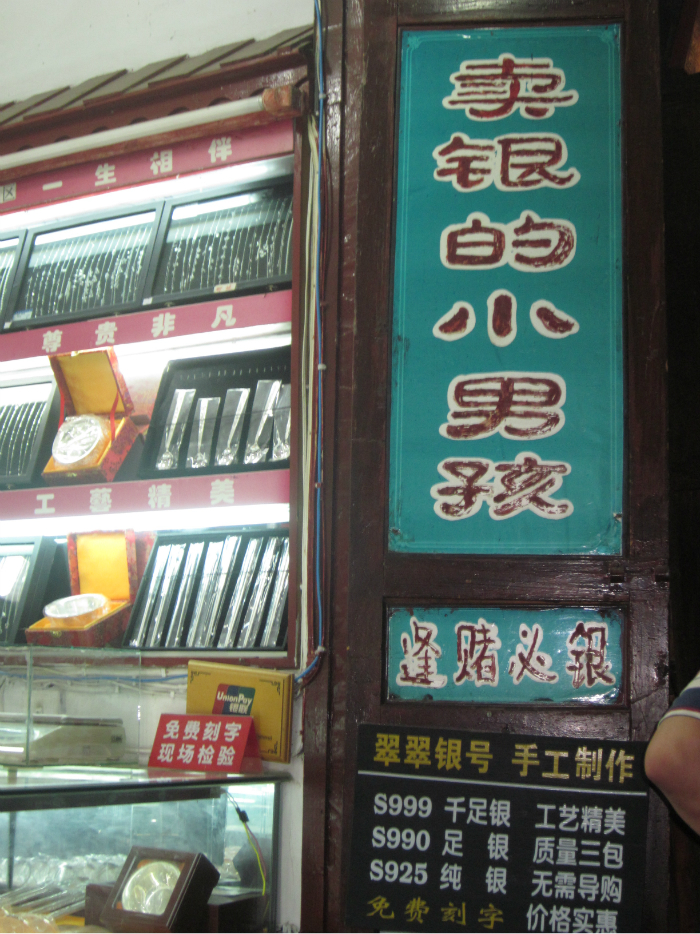 一生相伴
尊贵非凡
工艺精美
UnionPay
银联
免费刻字
现场检验
卖银的小男孩
逢赌必银
翠翠银号 手工制作
S999 千足银 工艺精美
S990 足 银 质量三包
S925 纯 银 无需导购
免费刻字 价格实惠